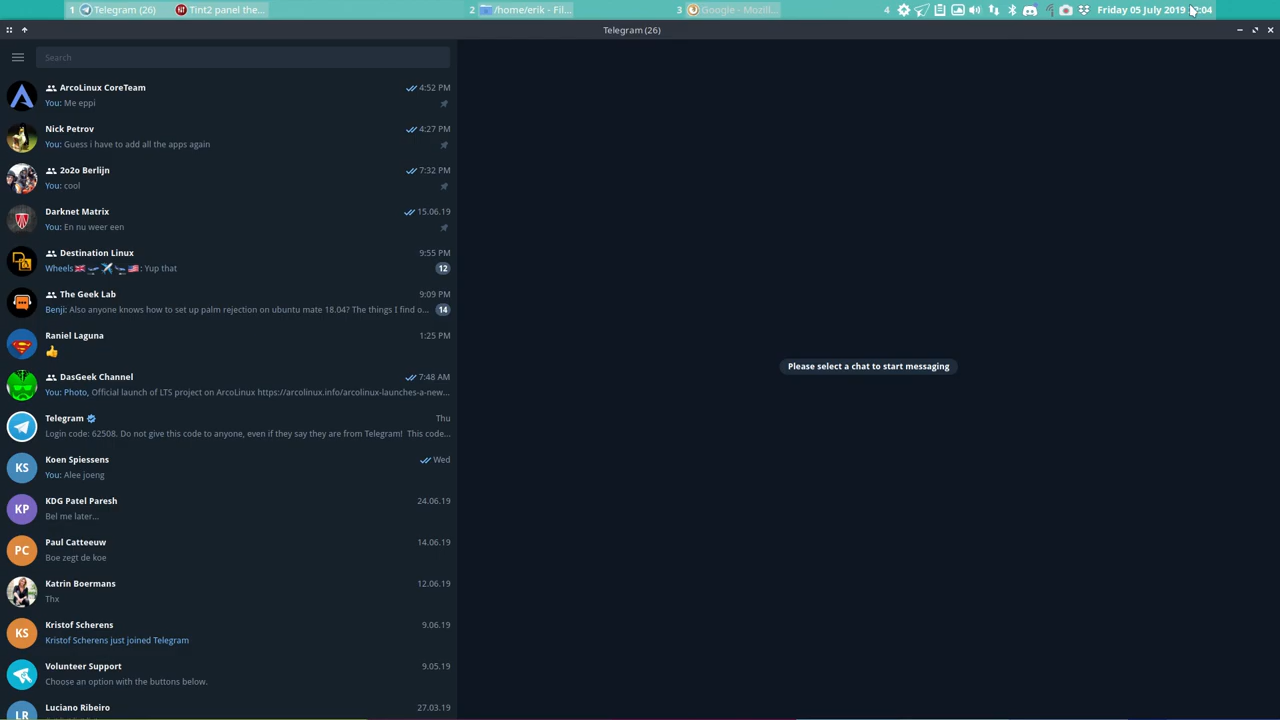 1 Telegram (26) Tint2 panel the... 2 /home/erik - Fil... 3 Google - Mozill... 4 Friday 05 July 2019 :04
Telegram (26)
Search
ArcoLinux CoreTeam 4:52 PM
You: Me eppi
Nick Petrov 4:27 PM
You: Guess i have to add all the apps again
2o2o Berlijn 7:32 PM
You: cool
Darknet Matrix 15.06.19
You: En nu weer een
Destination Linux 9:55 PM
Wheels🇬🇧🛫✈️🛬🇺🇸: Yup that 12
The Geek Lab 9:09 PM
Benji: Also anyone knows how to set up palm rejection on ubuntu mate 18.04? The things I find o... 14
Raniel Laguna 1:25 PM
👍
DasGeek Channel 7:48 AM
You: Photo, Official launch of LTS project on ArcoLinux https://arcolinux.info/arcolinux-launches-a-new...
Telegram Thu
Login code: 62508. Do not give this code to anyone, even if they say they are from Telegram! This code...
KS Koen Spiessens Wed
You: Alee joeng
KP KDG Patel Paresh 24.06.19
Bel me later...
PC Paul Catteeuw 14.06.19
Boe zegt de koe
Katrin Boermans 12.06.19
Thx
KS Kristof Scherens 9.06.19
Kristof Scherens just joined Telegram
Volunteer Support 9.05.19
Choose an option with the buttons below.
LR Luciano Ribeiro 27.03.19
Please select a chat to start messaging